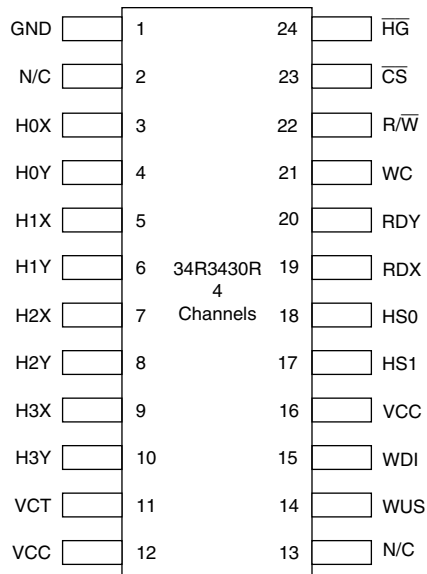 GND 1 24 H̅G̅
N/C 2 23 C̅S̅
H0X 3 22 R/W̅
H0Y 4 21 WC
H1X 5 20 RDY
H1Y 6 34R3430R 19 RDX
4
H2X 7 Channels 18 HS0
H2Y 8 17 HS1
H3X 9 16 VCC
H3Y 10 15 WDI
VCT 11 14 WUS
VCC 12 13 N/C